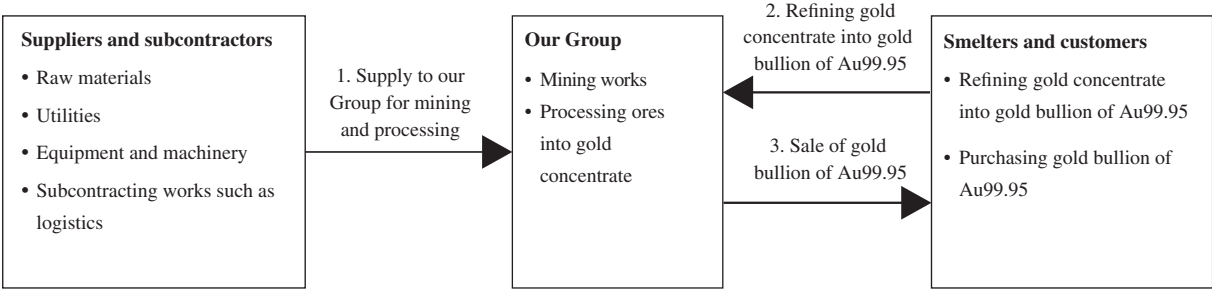 Suppliers and subcontractors
• Raw materials
• Utilities
• Equipment and machinery
• Subcontracting works such as
logistics
1. Supply to our
Group for mining
and processing
Our Group
• Mining works
• Processing ores
into gold
concentrate
2. Refining gold
concentrate into gold
bullion of Au99.95
3. Sale of gold
bullion of Au99.95
Smelters and customers
• Refining gold concentrate
into gold bullion of Au99.95
• Purchasing gold bullion of
Au99.95